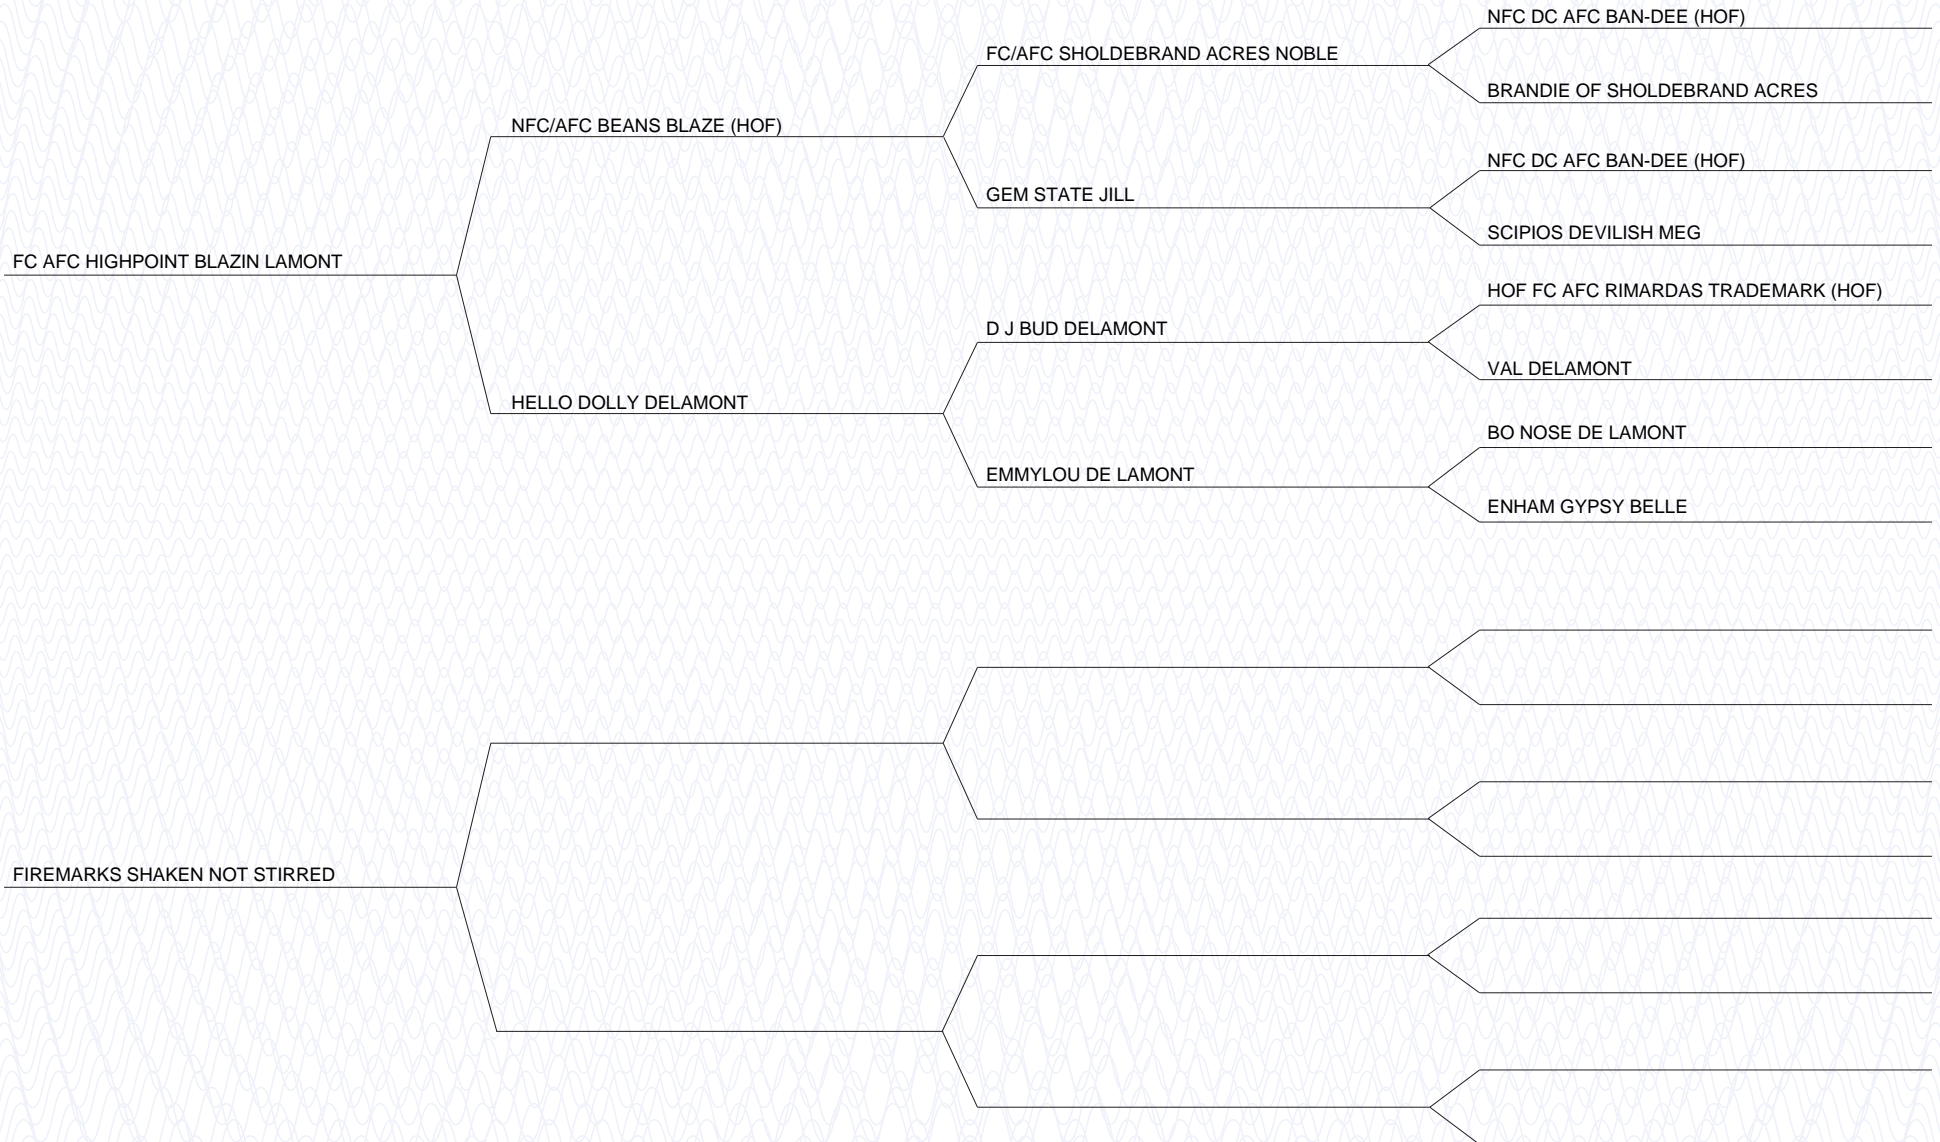 NFC DC AFC BAN-DEE (HOF)
FC/AFC SHOLDEBRAND ACRES NOBLE
BRANDIE OF SHOLDEBRAND ACRES
NFC/AFC BEANS BLAZE (HOF)
NFC DC AFC BAN-DEE (HOF)
GEM STATE JILL
SCIPIOS DEVILISH MEG
FC AFC HIGHPOINT BLAZIN LAMONT
HOF FC AFC RIMARDAS TRADEMARK (HOF)
D J BUD DELAMONT
VAL DELAMONT
HELLO DOLLY DELAMONT
BO NOSE DE LAMONT
EMMYLOU DE LAMONT
ENHAM GYPSY BELLE
FIREMARKS SHAKEN NOT STIRRED